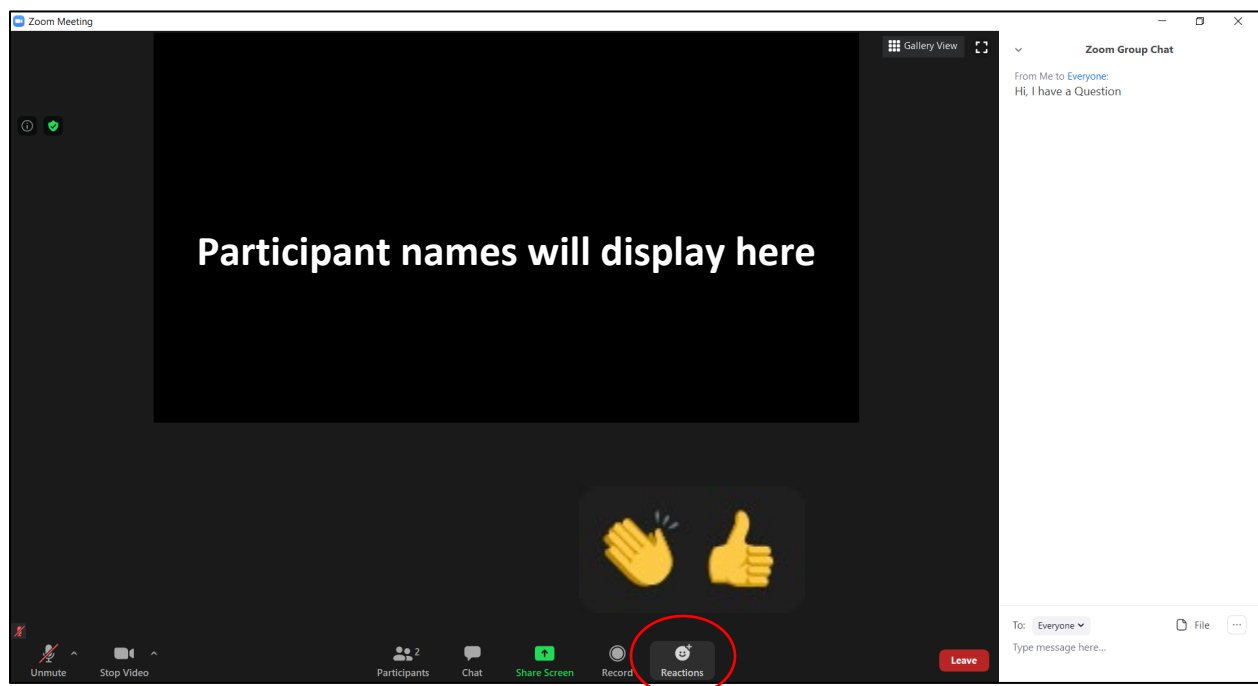 Zoom Meeting
Gallery View
Zoom Group Chat
From Me to Everyone:
Hi, I have a Question
Participant names will display here
To: Everyone
File
Type message here...
Unmute
Stop Video
2
Participants
Chat
Share Screen
Record
Reactions
Leave